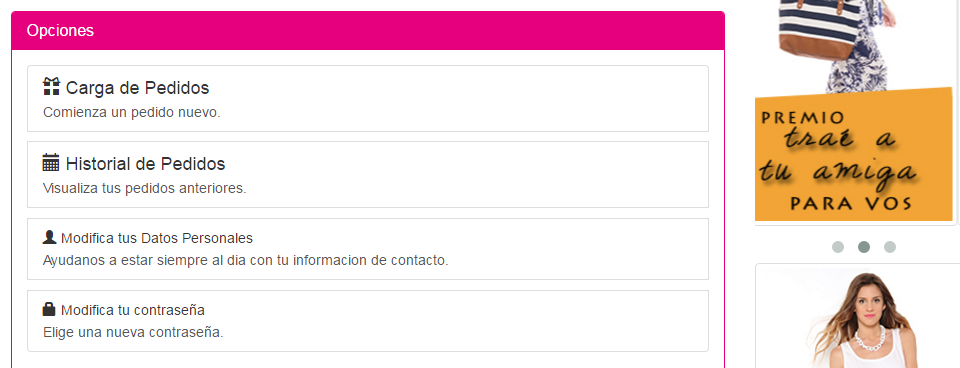 Opciones
Carga de Pedidos
Comienza un pedido nuevo.
Historial de Pedidos
Visualiza tus pedidos anteriores.
Modifica tus Datos Personales
Ayudanos a estar siempre al dia con tu informacion de contacto.
Modifica tu contraseña
Elige una nueva contraseña.
PREMIO
traé a
tu amiga
PARA VOS